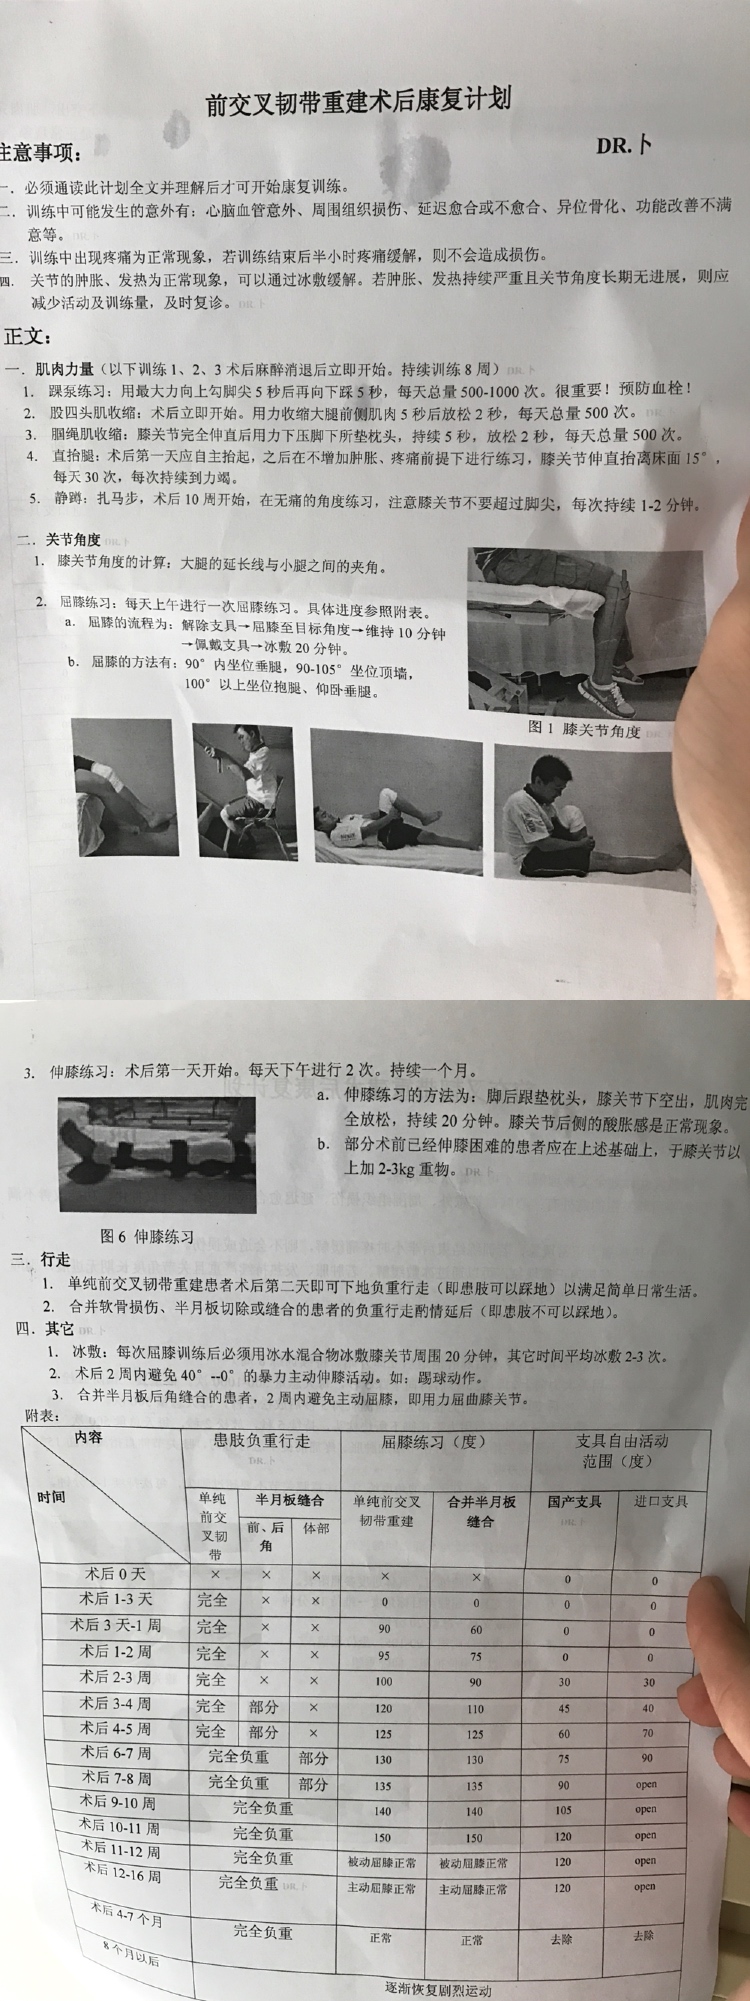 前交叉韧带重建术后康复计划
注意事项：
DR.卜
一．必须通读此计划全文并理解后才可开始康复训练。
二．训练中可能发生的意外有：心脑血管意外、周围组织损伤、延迟愈合或不愈合、异位骨化、功能改善不满
意等。
三．训练中出现疼痛为正常现象，若训练结束后半小时疼痛缓解，则不会造成损伤。
四．关节的肿胀、发热为正常现象，可以通过冰敷缓解。若肿胀、发热持续严重且关节角度长期无进展，则应
减少活动及训练量，及时复诊。
正文：
一．肌肉力量（以下训练 1、2、3 术后麻醉消退后立即开始。持续训练 8 周）
1. 踝泵练习：用最大力向上勾脚尖 5 秒后再向下踩 5 秒，每天总量 500-1000 次。很重要！预防血栓！
2. 股四头肌收缩：术后立即开始。用力收缩大腿前侧肌肉 5 秒后放松 2 秒，每天总量 500 次。
3. 腘绳肌收缩：膝关节完全伸直后用力下压脚下所垫枕头，持续 5 秒，放松 2 秒，每天总量 500 次。
4. 直抬腿：术后第一天应自主抬起，之后在不增加肿胀、疼痛前提下进行练习，膝关节伸直抬离床面 15°，
每天 30 次，每次持续到力竭。
5. 静蹲：扎马步，术后 10 周开始，在无痛的角度练习，注意膝关节不要超过脚尖，每次持续 1-2 分钟。
二．关节角度
1. 膝关节角度的计算：大腿的延长线与小腿之间的夹角。
2. 屈膝练习：每天上午进行一次屈膝练习。具体进度参照附表。
a. 屈膝的流程为：解除支具→屈膝至目标角度→维持 10 分钟
→佩戴支具→冰敷 20 分钟。
b. 屈膝的方法有：90° 内坐位垂腿，90-105° 坐位顶墙，
100° 以上坐位抱腿、仰卧垂腿。
图 1 膝关节角度
3. 伸膝练习：术后第一天开始。每天下午进行 2 次。持续一个月。
a. 伸膝练习的方法为：脚后跟垫枕头，膝关节下空出，肌肉完
全放松，持续 20 分钟。膝关节后侧的酸胀感是正常现象。
b. 部分术前已经伸膝困难的患者应在上述基础上，于膝关节以
上加 2-3kg 重物。
图 6 伸膝练习
三．行走
1. 单纯前交叉韧带重建患者术后第二天即可下地负重行走（即患肢可以踩地）以满足简单日常生活。
2. 合并软骨损伤、半月板切除或缝合的患者的负重行走酌情延后（即患肢不可以踩地）。
四．其它
1. 冰敷：每次屈膝训练后必须用冰水混合物冰敷膝关节周围 20 分钟，其它时间平均冰敷 2-3 次。
2. 术后 2 周内避免 40°--0° 的暴力主动伸膝活动。如：踢球动作。
3. 合并半月板后角缝合的患者，2 周内避免主动屈膝，即用力屈曲膝关节。
附表：
内容 患肢负重行走 屈膝练习（度） 支具自由活动
范围（度）
时间 单纯前交叉韧带 半月板缝合 单纯前交叉韧带重建 合并半月板缝合 国产支具 进口支具
前、后角 体部
术后 0 天 × × × × × 0 0
术后 1-3 天 完全 × × 0 0 0 0
术后 3 天-1 周 完全 × × 90 60 0 0
术后 1-2 周 完全 × × 95 75 0 0
术后 2-3 周 完全 × × 100 90 30 30
术后 3-4 周 完全 部分 × 120 110 45 40
术后 4-5 周 完全 部分 × 125 125 60 70
术后 6-7 周 完全负重 部分 130 130 75 90
术后 7-8 周 完全负重 部分 135 135 90 open
术后 9-10 周 完全负重 140 140 105 open
术后 10-11 周 完全负重 150 150 120 open
术后 11-12 周 完全负重 被动屈膝正常 被动屈膝正常 120 open
术后 12-16 周 完全负重 主动屈膝正常 主动屈膝正常 120 open
术后 4-7 个月 完全负重 正常 正常 去除 去除
8 个月以后 逐渐恢复剧烈运动